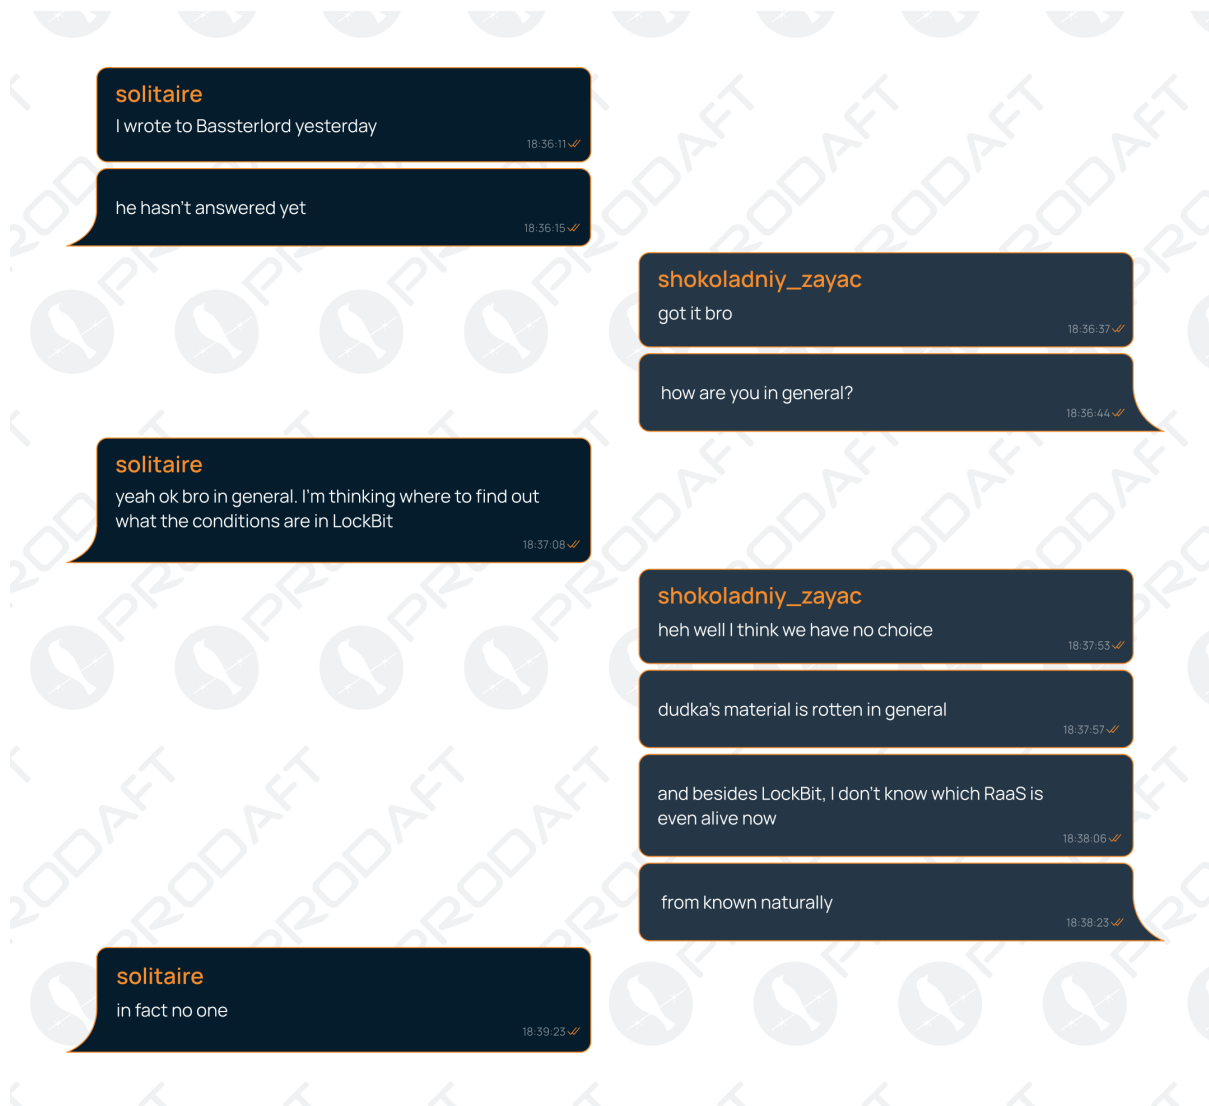 solitaire
I wrote to Bassterlord yesterday
18:36:11
he hasn't answered yet
18:36:15
shokoladniy_zayac
got it bro
18:36:37
how are you in general?
18:36:44
solitaire
yeah ok bro in general. I'm thinking where to find out
what the conditions are in LockBit
18:37:08
shokoladniy_zayac
heh well I think we have no choice
18:37:53
dudka's material is rotten in general
18:37:57
and besides LockBit, I don't know which RaaS is
even alive now
18:38:06
from known naturally
18:38:23
solitaire
in fact no one
18:39:23
PRODAFT